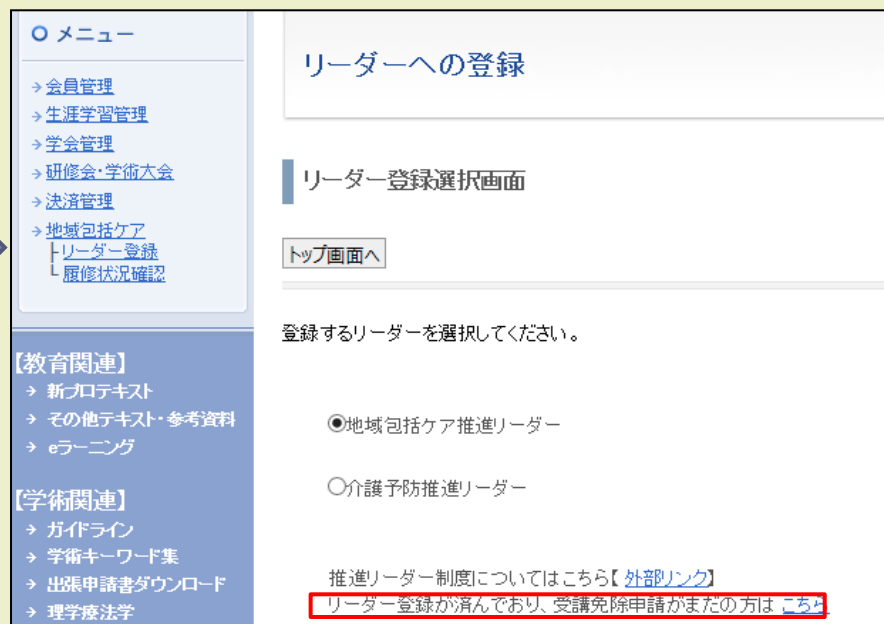 メニュー
会員管理
生涯学習管理
学会管理
研修会・学術大会
決済管理
地域包括ケア
リーダー登録
履修状況確認
【教育関連】
新プロテキスト
その他テキスト・参考資料
eラーニング
【学術関連】
ガイドライン
学術キーワード集
出張申請書ダウンロード
理学療法学
リーダーへの登録
リーダー登録選択画面
トップ画面へ
登録するリーダーを選択してください。
地域包括ケア推進リーダー
介護予防推進リーダー
推進リーダー制度についてはこちら【 外部リンク】
リーダー登録が済んでおり、受講免除申請がまだの方は こちら